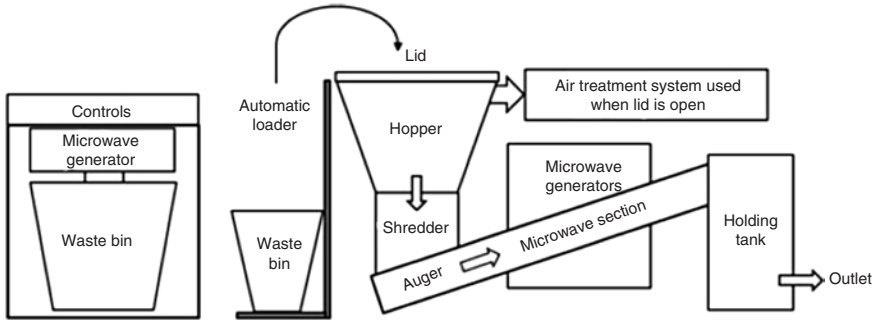 Controls
Microwave
generator
Waste bin
Automatic
loader
Waste
bin
Lid
Hopper
Shredder
Air treatment system used
when lid is open
Microwave
generators
Auger
Microwave section
Holding
tank
Outlet